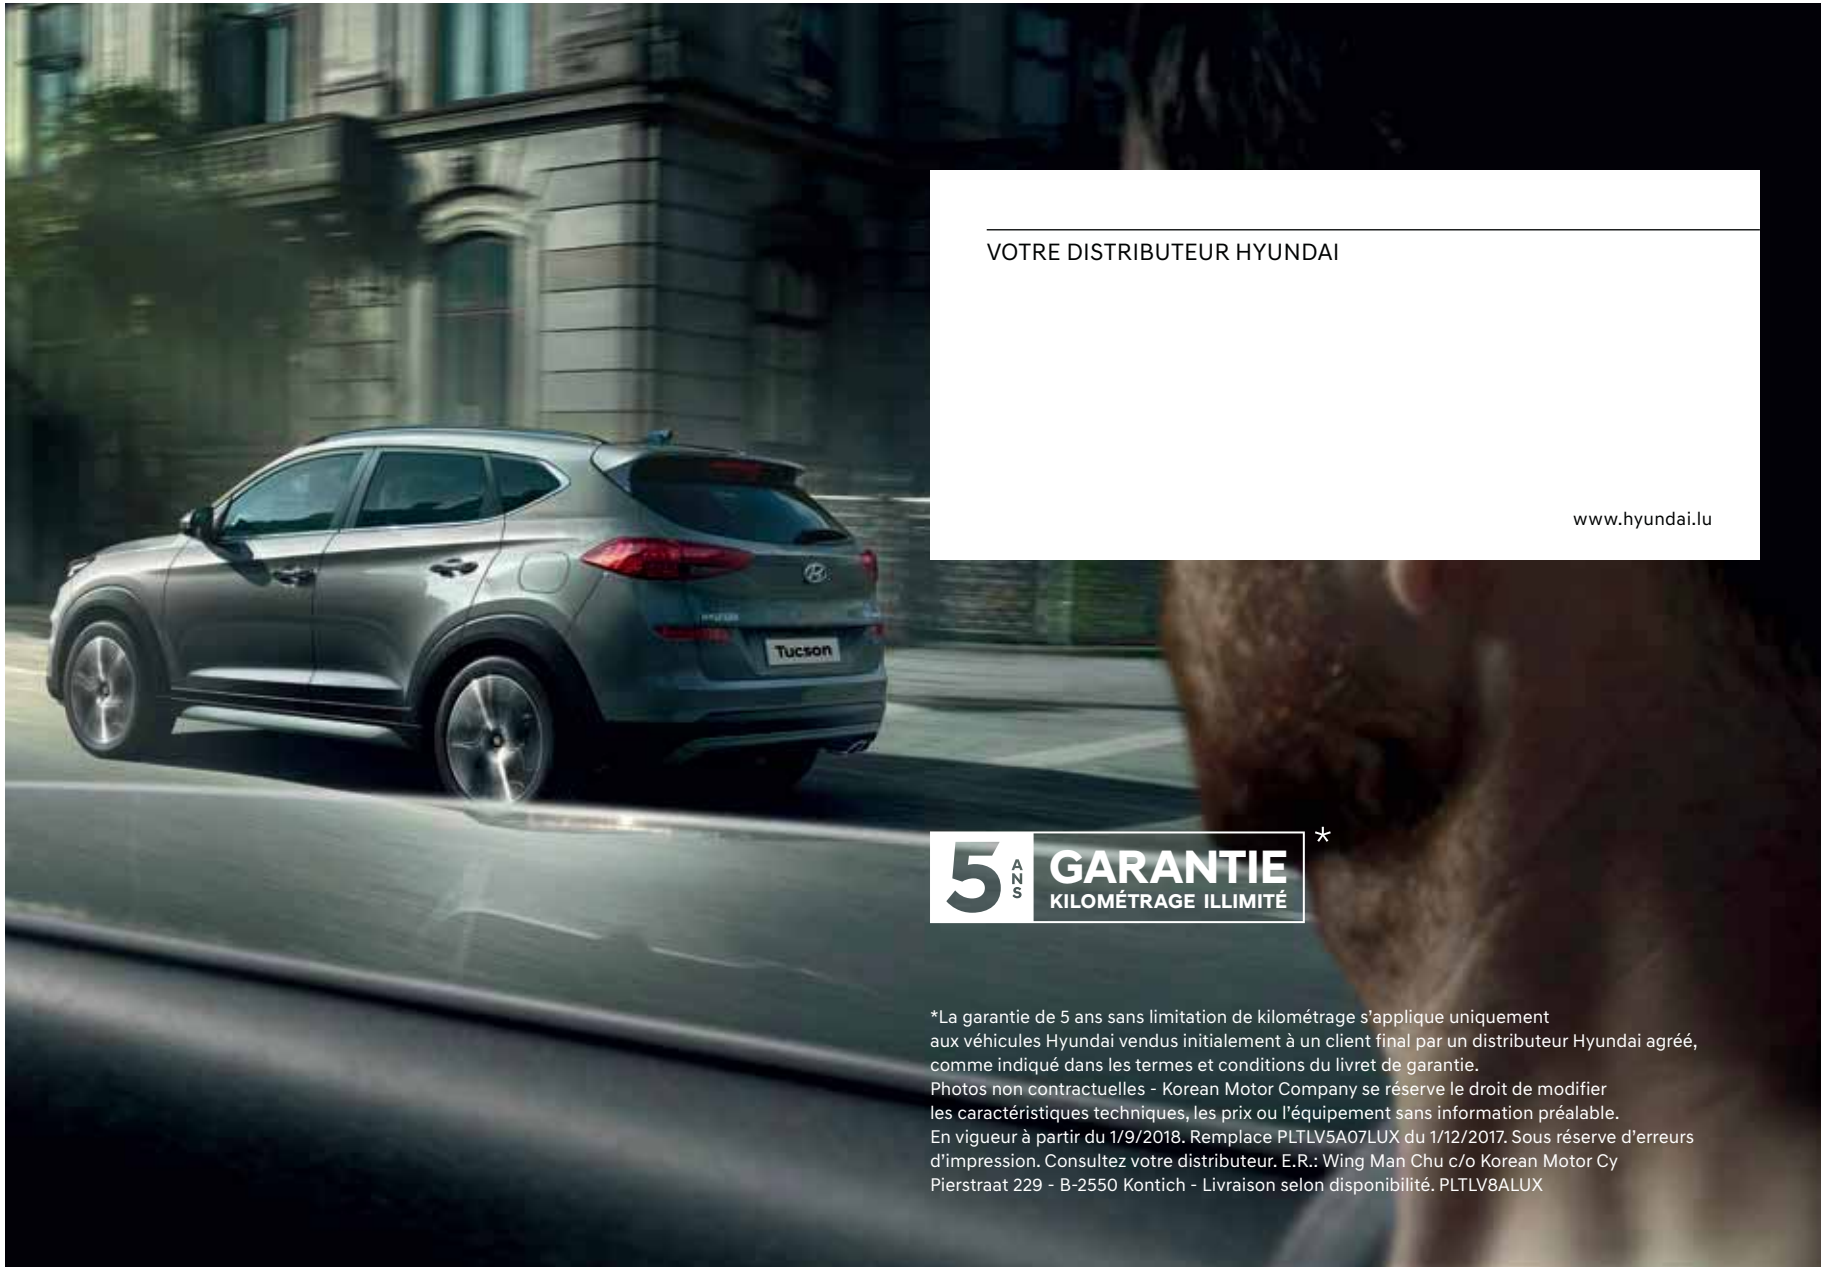 VOTRE DISTRIBUTEUR HYUNDAI
www.hyundai.lu
HYUNDAI
Tucson
5 ANS GARANTIE
KILOMÉTRAGE ILLIMITÉ
*
*La garantie de 5 ans sans limitation de kilométrage s’applique uniquement
aux véhicules Hyundai vendus initialement à un client final par un distributeur Hyundai agréé,
comme indiqué dans les termes et conditions du livret de garantie.
Photos non contractuelles - Korean Motor Company se réserve le droit de modifier
les caractéristiques techniques, les prix ou l’équipement sans information préalable.
En vigueur à partir du 1/9/2018. Remplace PLTLV5A07LUX du 1/12/2017. Sous réserve d’erreurs
d’impression. Consultez votre distributeur. E.R.: Wing Man Chu c/o Korean Motor Cy
Pierstraat 229 - B-2550 Kontich - Livraison selon disponibilité. PLTLV8ALUX